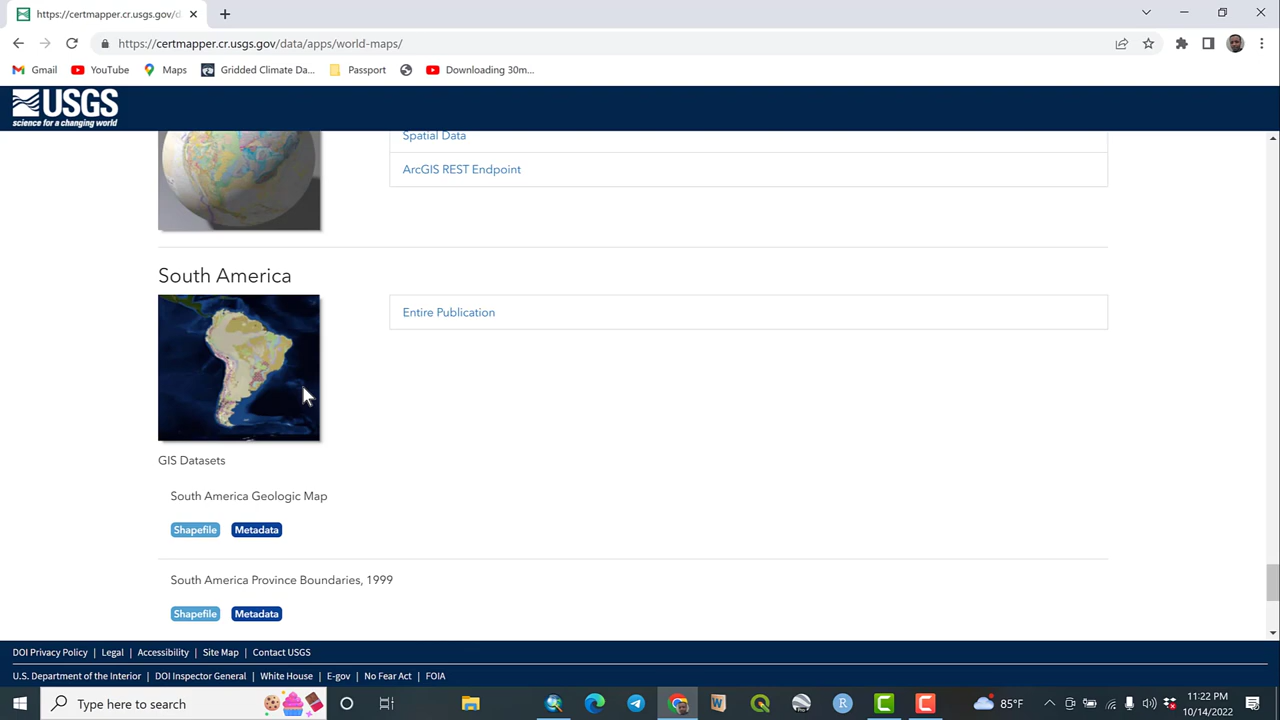 https://certmapper.cr.usgs.gov/d
https://certmapper.cr.usgs.gov/data/apps/world-maps/
Gmail YouTube Maps Gridded Climate Da... Passport Downloading 30m...
USGS
science for a changing world
Spatial Data
ArcGIS REST Endpoint
South America
Entire Publication
GIS Datasets
South America Geologic Map
Shapefile Metadata
South America Province Boundaries, 1999
Shapefile Metadata
DOI Privacy Policy | Legal | Accessibility | Site Map | Contact USGS
U.S. Department of the Interior | DOI Inspector General | White House | E-gov | No Fear Act | FOIA
Type here to search
85°F
11:22 PM
10/14/2022